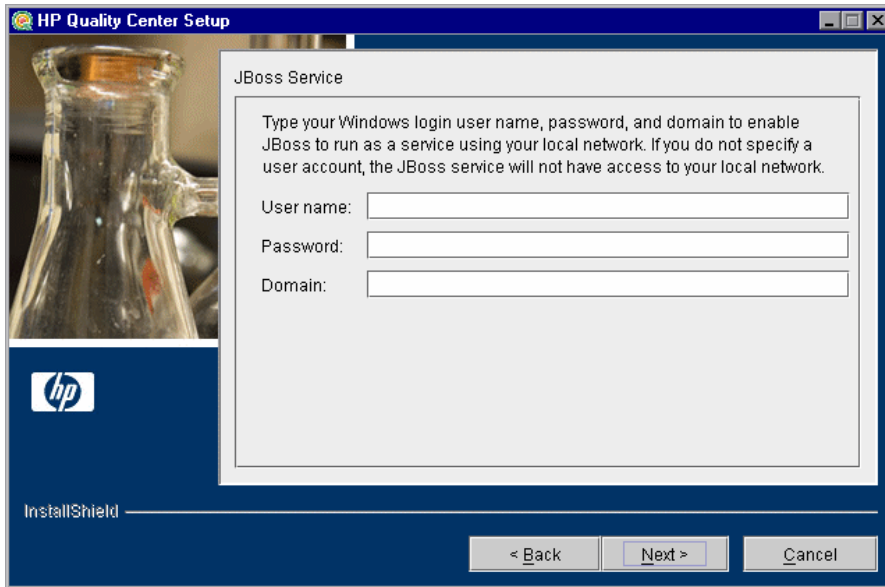 HP Quality Center Setup
JBoss Service
Type your Windows login user name, password, and domain to enable
JBoss to run as a service using your local network. If you do not specify a
user account, the JBoss service will not have access to your local network.
User name:
Password:
Domain:
hp
InstallShield
< Back
Next >
Cancel